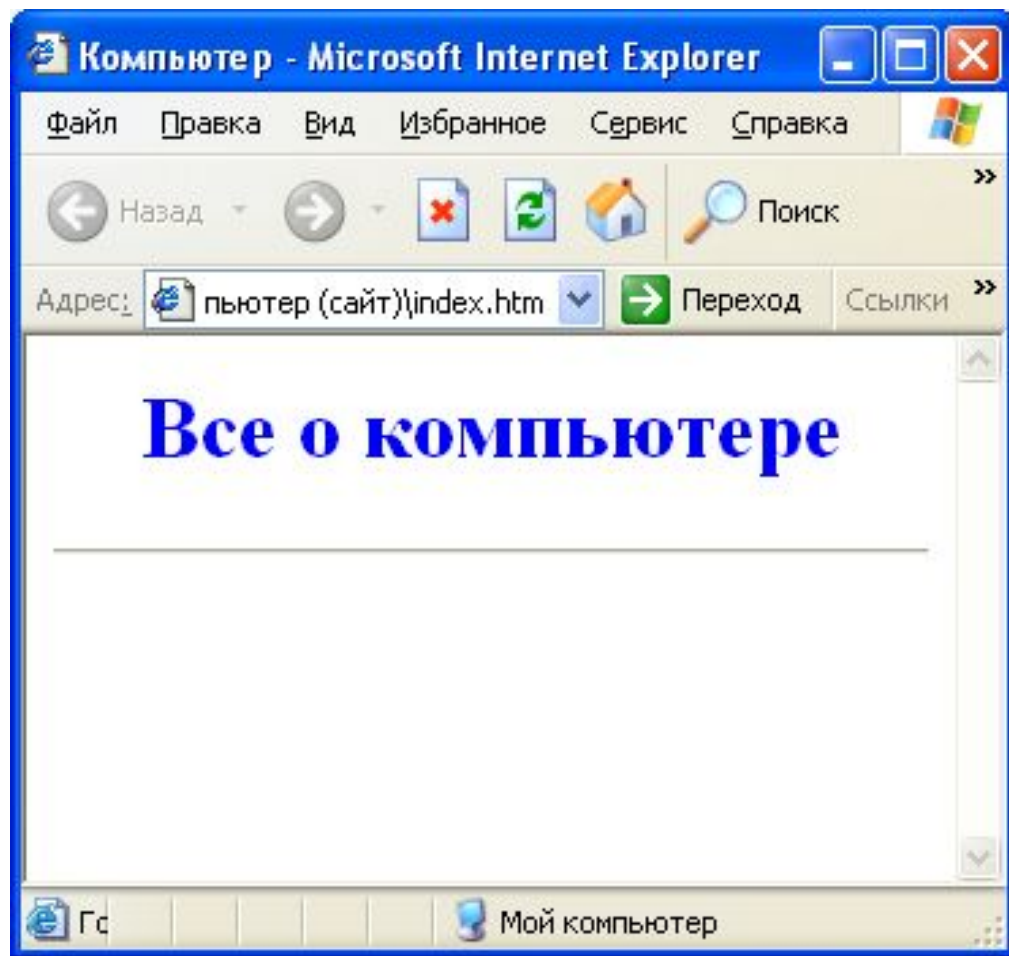 Компьютер - Microsoft Internet Explorer
Файл Правка Вид Избранное Сервис Справка
Назад Поиск »
Адрес: пьютер (сайт)\index.htm Переход Ссылки »
Все о компьютере
Мой компьютер